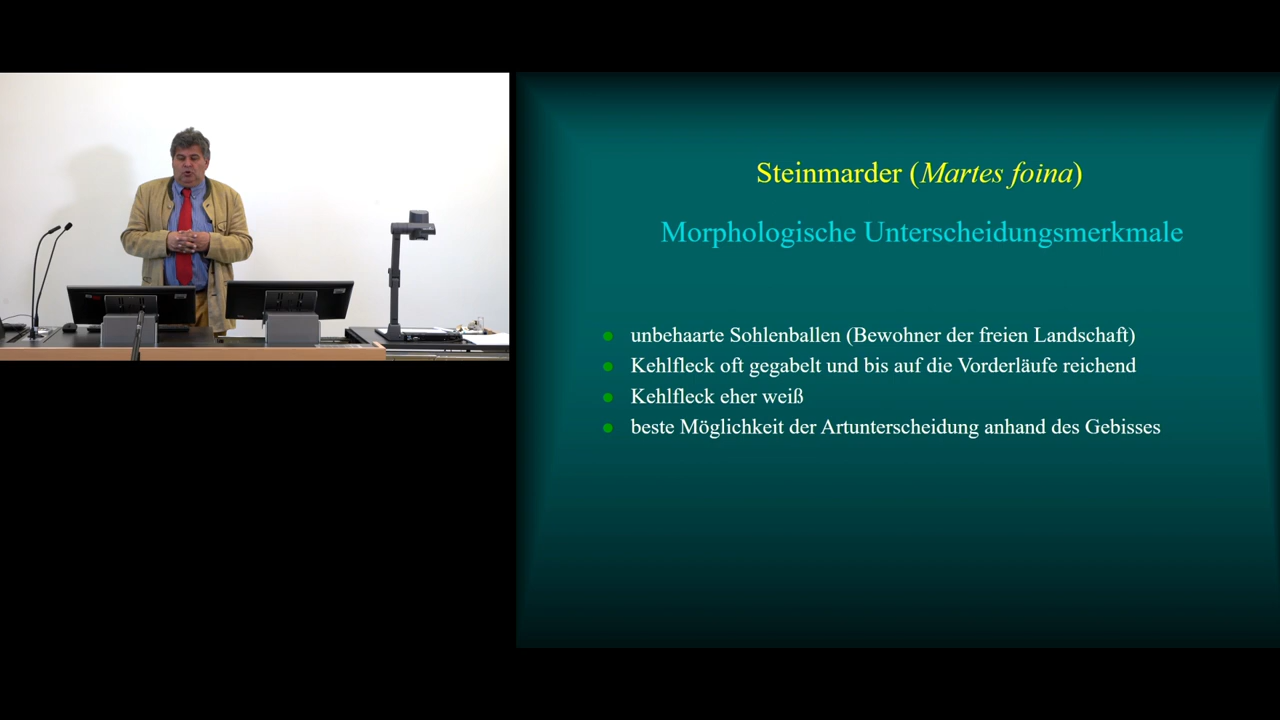 Steinmarder (Martes foina)
Morphologische Unterscheidungsmerkmale
unbehaarte Sohlenballen (Bewohner der freien Landschaft)
Kehlfleck oft gegabelt und bis auf die Vorderläufe reichend
Kehlfleck eher weiß
beste Möglichkeit der Artunterscheidung anhand des Gebisses